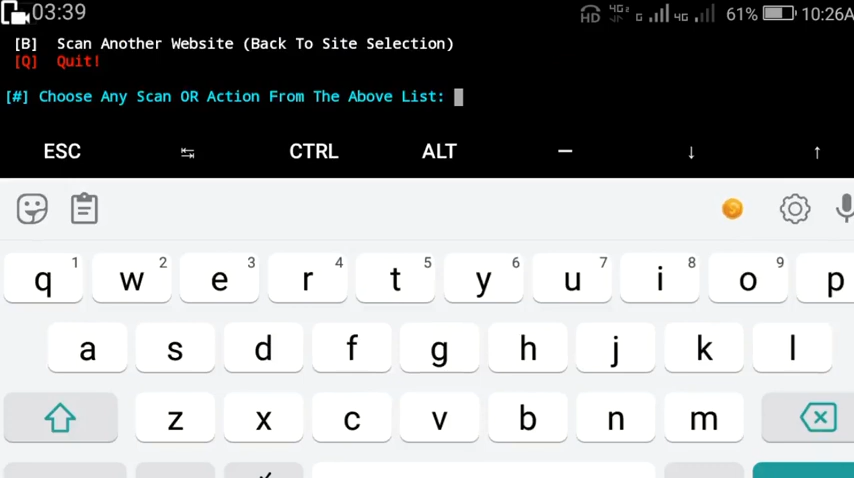 03:39 HD 4G2 G 4G 61% 10:26A
[B] Scan Another Website (Back To Site Selection)
[Q] Quit!
[#] Choose Any Scan OR Action From The Above List:
ESC ↹ CTRL ALT — ↓ ↑
1 2 3 4 5 6 7 8 9
q w e r t y u i o p
a s d f g h j k l
z x c v b n m